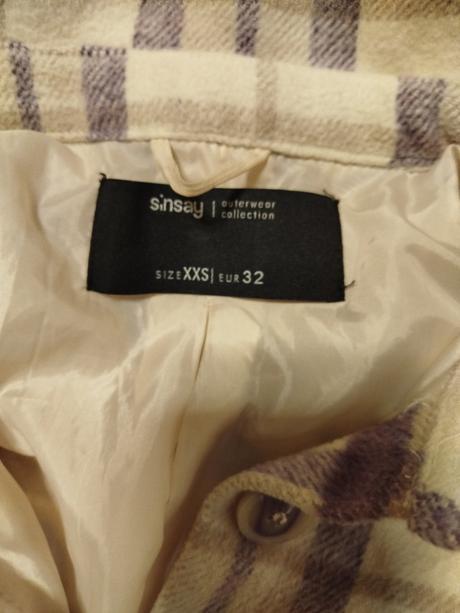 sinsay | outerwear
collection
SIZE XXS | EUR 32